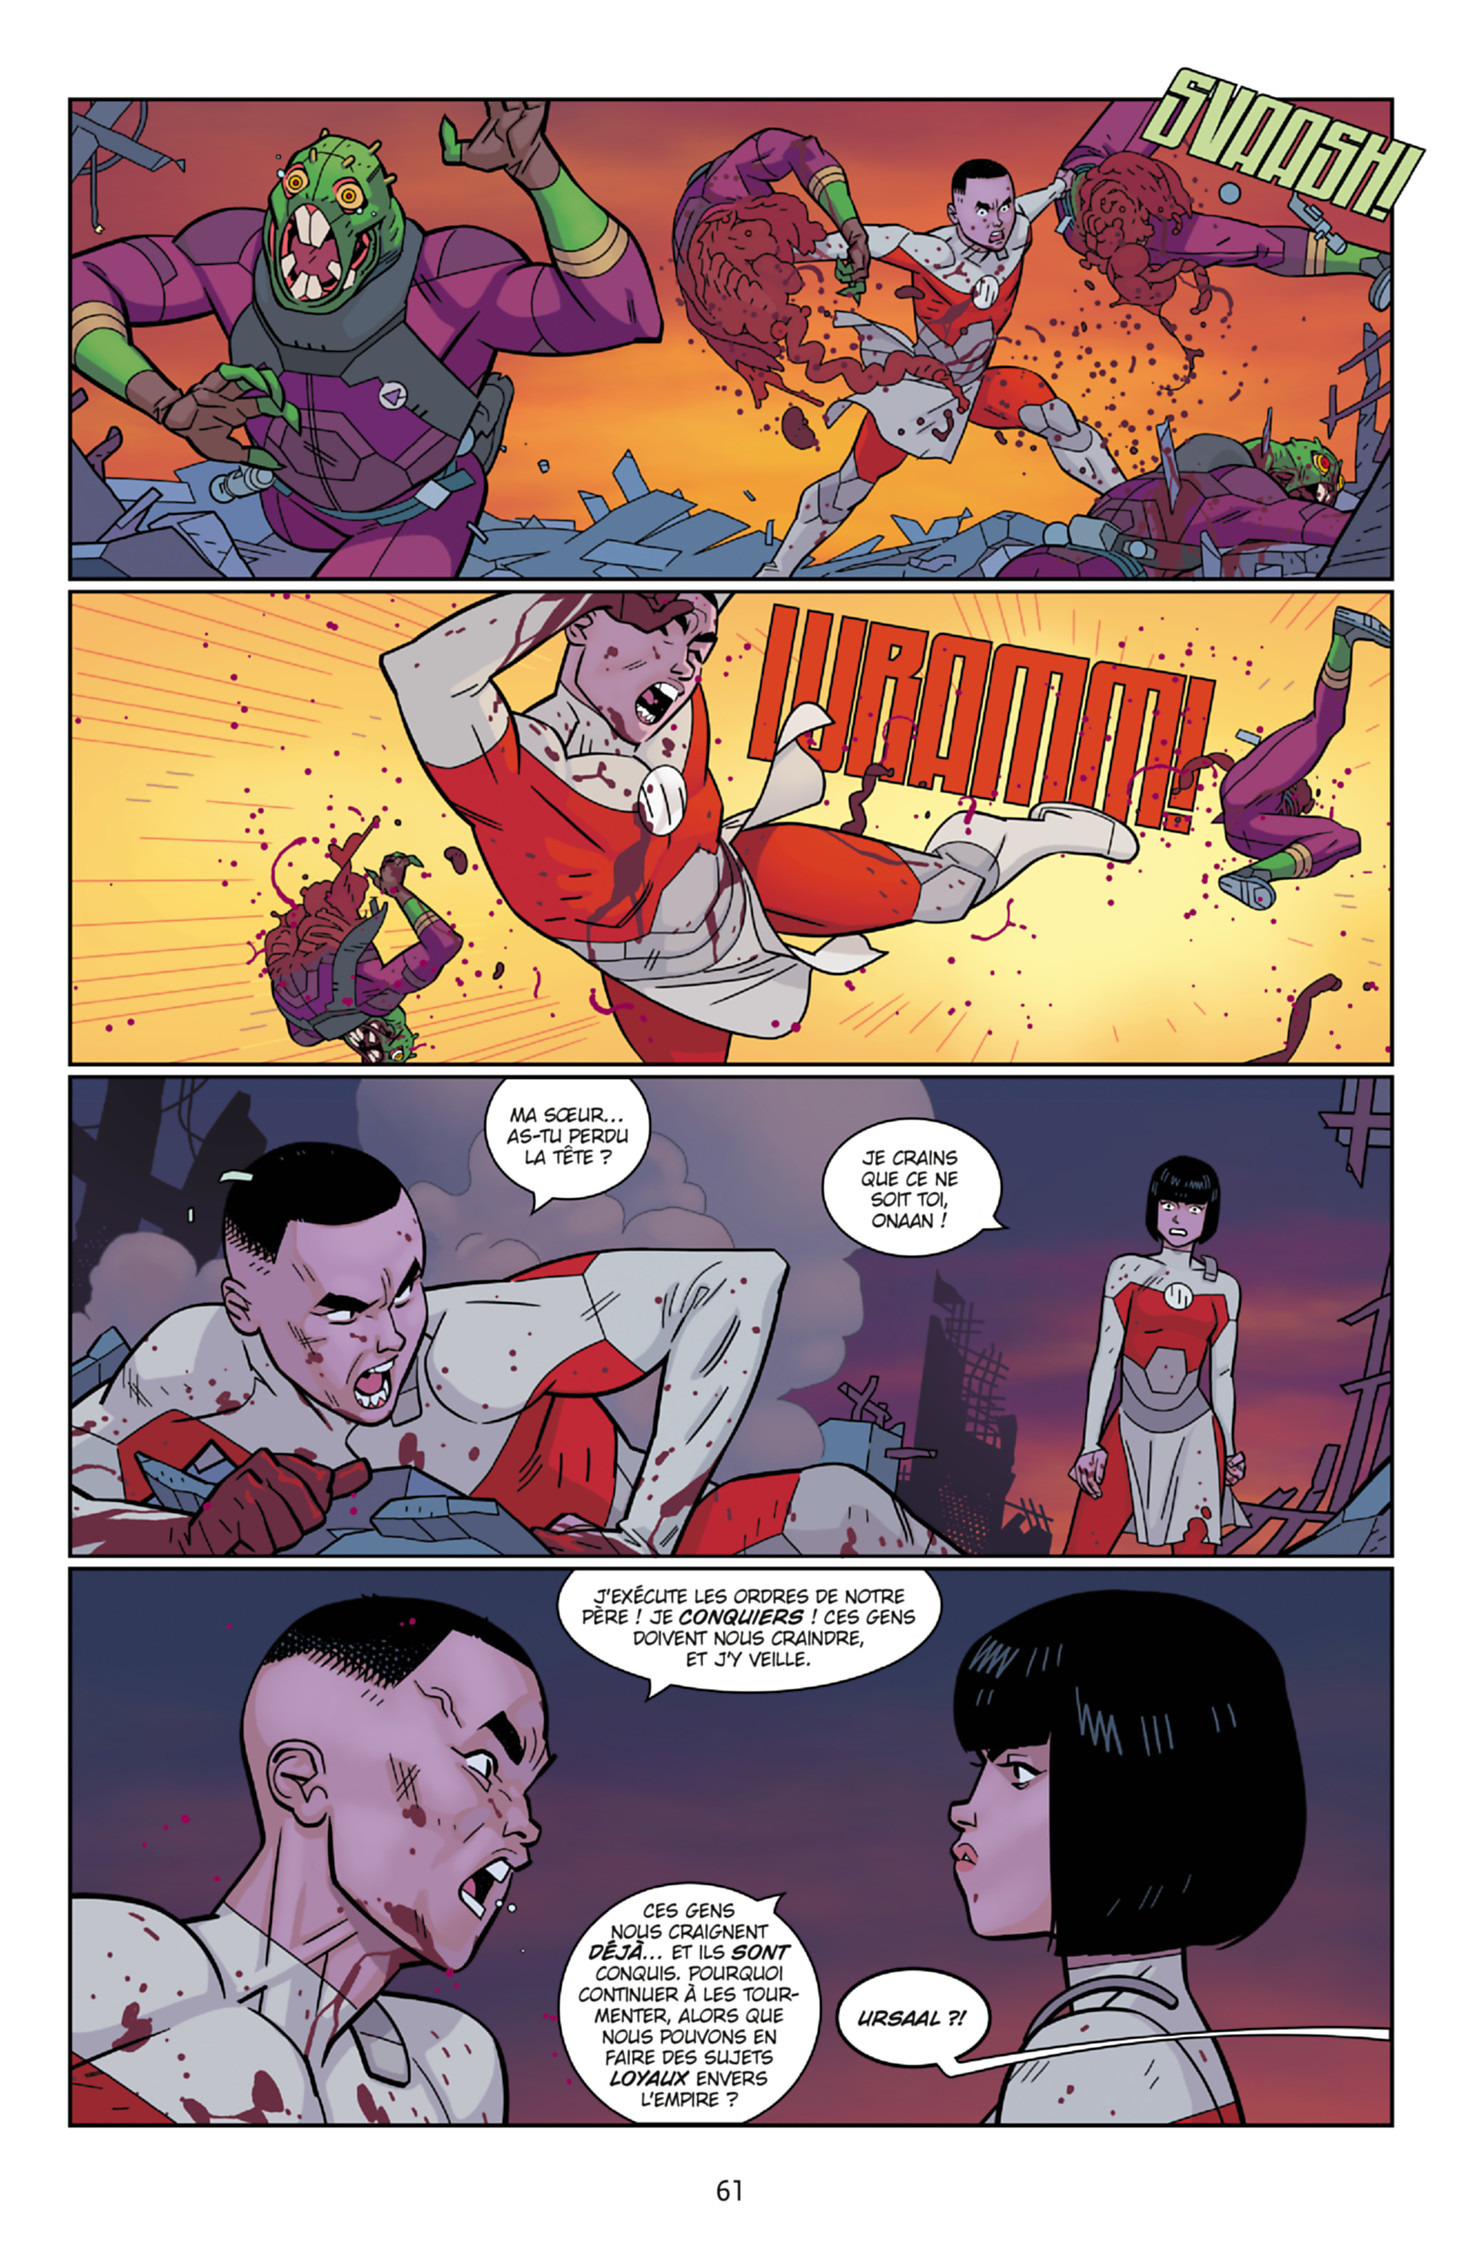 SVAASH!
WRAMM!
MA SŒUR...
AS-TU PERDU
LA TÊTE ?
JE CRAINS
QUE CE NE
SOIT TOI,
ONAAN !
J'EXÉCUTE LES ORDRES DE NOTRE
PÈRE ! JE CONQUIERS ! CES GENS
DOIVENT NOUS CRAINDRE,
ET J'Y VEILLE.
CES GENS
NOUS CRAIGNENT
DÉJÀ... ET ILS SONT
CONQUIS. POURQUOI
CONTINUER À LES TOUR-
MENTER, ALORS QUE
NOUS POUVONS EN
FAIRE DES SUJETS
LOYAUX ENVERS
L'EMPIRE ?
URSAAL ?!
61